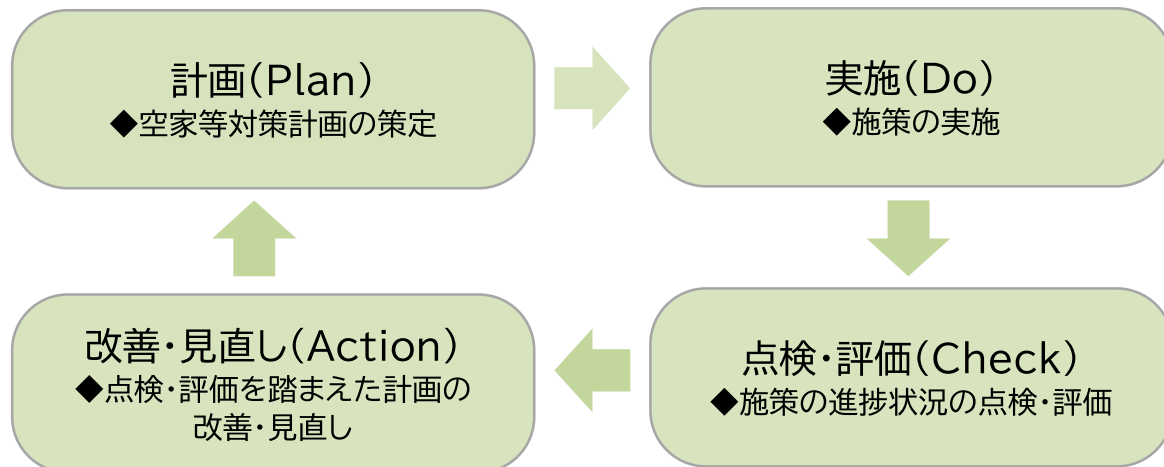 計画(Plan)
◆空家等対策計画の策定
実施(Do)
◆施策の実施
改善・見直し(Action)
◆点検・評価を踏まえた計画の
改善・見直し
点検・評価(Check)
◆施策の進捗状況の点検・評価